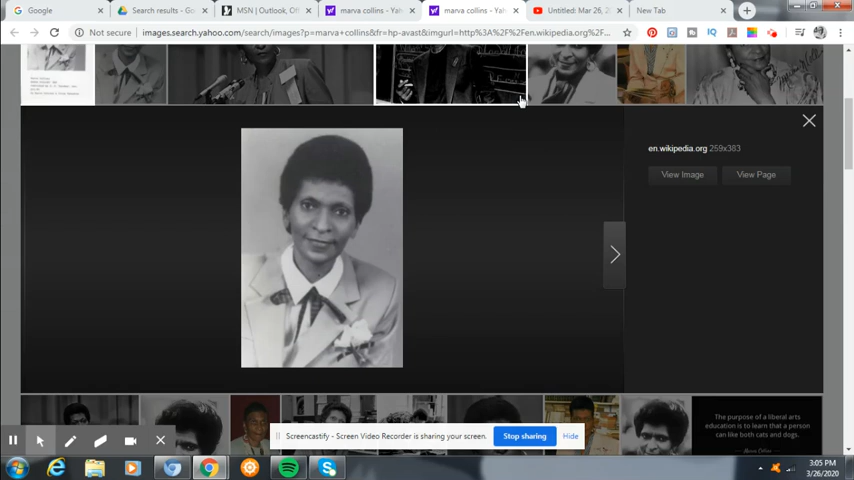 Google
Search results - Go
MSN | Outlook, Off
marva collins - Yah
marva collins - Yah
Untitled: Mar 26, 2
New Tab
Not secure
images.search.yahoo.com/search/images?p=marva+collins&fr=hp-avast&imgurl=http%3A%2F%2Fen.wikipedia.org%2F...
en.wikipedia.org 259x383
View Image
View Page
The purpose of a liberal arts
education is to learn that a person
can like both cats and dogs.
Screencastify - Screen Video Recorder is sharing your screen.
Stop sharing
Hide
3:05 PM
3/26/2020